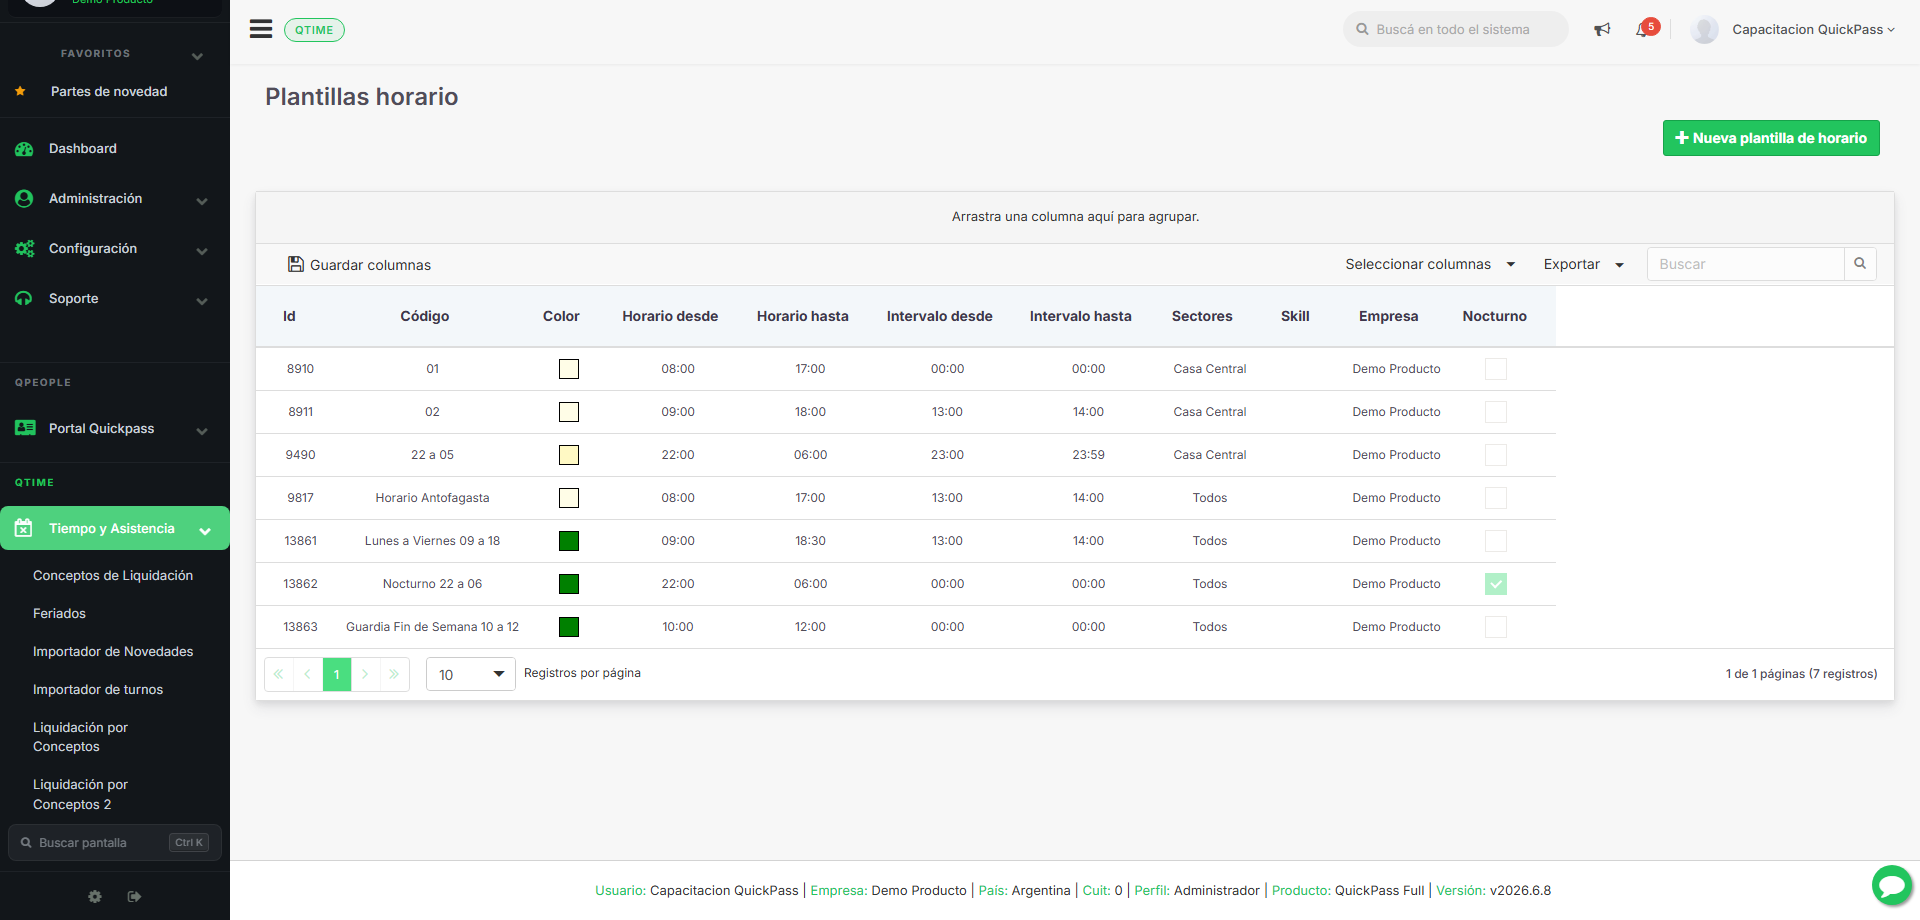 Demo Producto
FAVORITOS
Partes de novedad
Dashboard
Administración
Configuración
Soporte
QPEOPLE
Portal Quickpass
QTIME
Tiempo y Asistencia
Conceptos de Liquidación
Feriados
Importador de Novedades
Importador de turnos
Liquidación por
Conceptos
Liquidación por
Conceptos 2
Buscar pantalla Ctrl K
QTIME
Buscá en todo el sistema
5
Capacitacion QuickPass
Plantillas horario
Nueva plantilla de horario
Arrastra una columna aquí para agrupar.
Guardar columnas
Seleccionar columnas
Exportar
Buscar
Id Código Color Horario desde Horario hasta Intervalo desde Intervalo hasta Sectores Skill Empresa Nocturno
8910 01 08:00 17:00 00:00 00:00 Casa Central Demo Producto
8911 02 09:00 18:00 13:00 14:00 Casa Central Demo Producto
9490 22 a 05 22:00 06:00 23:00 23:59 Casa Central Demo Producto
9817 Horario Antofagasta 08:00 17:00 13:00 14:00 Todos Demo Producto
13861 Lunes a Viernes 09 a 18 09:00 18:30 13:00 14:00 Todos Demo Producto
13862 Nocturno 22 a 06 22:00 06:00 00:00 00:00 Todos Demo Producto
13863 Guardia Fin de Semana 10 a 12 10:00 12:00 00:00 00:00 Todos Demo Producto
« ‹ 1 › » 10 Registros por página
1 de 1 páginas (7 registros)
Usuario: Capacitacion QuickPass | Empresa: Demo Producto | País: Argentina | Cuit: 0 | Perfil: Administrador | Producto: QuickPass Full | Versión: v2026.6.8